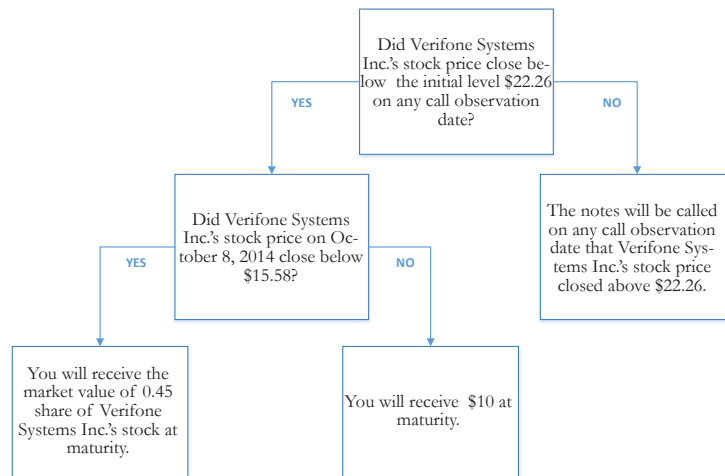 Did Verifone Systems
Inc.'s stock price close be-
low the initial level $22.26
on any call observation
date?
YES
NO
Did Verifone Systems
Inc.'s stock price on Oc-
tober 8, 2014 close below
$15.58?
The notes will be called
on any call observation
date that Verifone Sys-
tems Inc.'s stock price
closed above $22.26.
YES
NO
You will receive the
market value of 0.45
share of Verifone
Systems Inc.'s stock at
maturity.
You will receive $10 at
maturity.